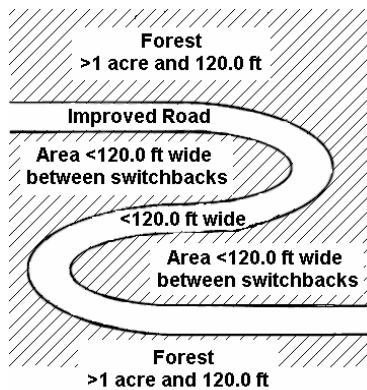 Forest
>1 acre and 120.0 ft
Improved Road
Area <120.0 ft wide
between switchbacks
<120.0 ft wide
Area <120.0 ft wide
between switchbacks
Forest
>1 acre and 120.0 ft